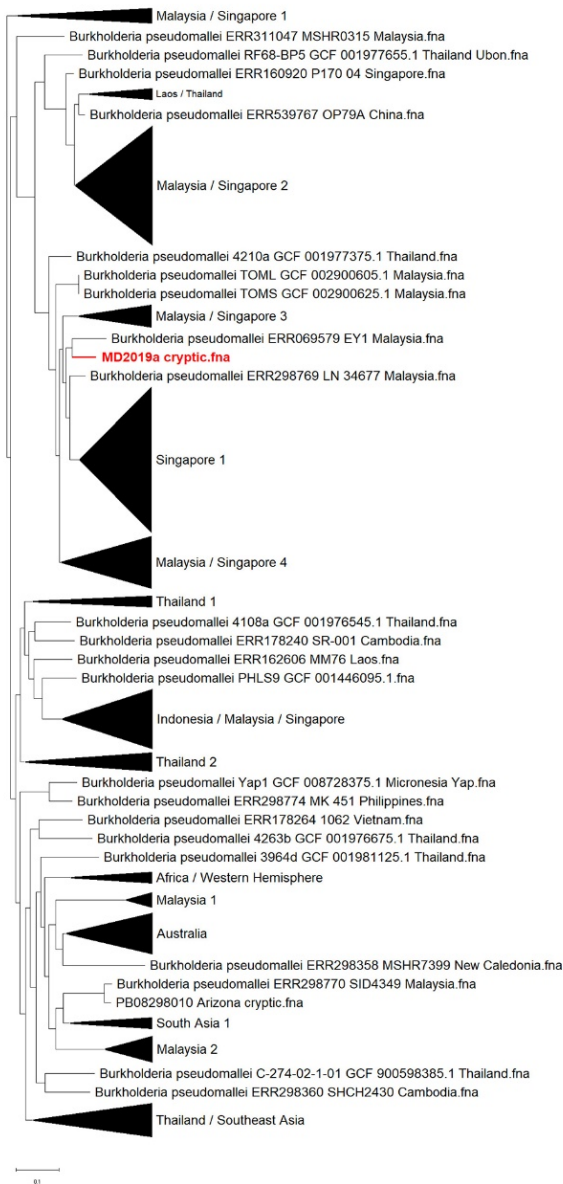 Malaysia / Singapore 1
Burkholderia pseudomallei ERR311047 MSHR0315 Malaysia.fna
Burkholderia pseudomallei RF68-BP5 GCF 001977655.1 Thailand Ubon.fna
Burkholderia pseudomallei ERR160920 P170 04 Singapore.fna
Laos / Thailand
Burkholderia pseudomallei ERR539767 OP79A China.fna
Malaysia / Singapore 2
Burkholderia pseudomallei 4210a GCF 001977375.1 Thailand.fna
Burkholderia pseudomallei TOML GCF 002900605.1 Malaysia.fna
Burkholderia pseudomallei TOMS GCF 002900625.1 Malaysia.fna
Malaysia / Singapore 3
Burkholderia pseudomallei ERR069579 EY1 Malaysia.fna
MD2019a cryptic.fna
Burkholderia pseudomallei ERR298769 LN 34677 Malaysia.fna
Singapore 1
Malaysia / Singapore 4
Thailand 1
Burkholderia pseudomallei 4108a GCF 001976545.1 Thailand.fna
Burkholderia pseudomallei ERR178240 SR-001 Cambodia.fna
Burkholderia pseudomallei ERR162606 MM76 Laos.fna
Burkholderia pseudomallei PHLS9 GCF 001446095.1.fna
Indonesia / Malaysia / Singapore
Thailand 2
Burkholderia pseudomallei Yap1 GCF 008728375.1 Micronesia Yap.fna
Burkholderia pseudomallei ERR298774 MK 451 Philippines.fna
Burkholderia pseudomallei ERR178264 1062 Vietnam.fna
Burkholderia pseudomallei 4263b GCF 001976675.1 Thailand.fna
Burkholderia pseudomallei 3964d GCF 001981125.1 Thailand.fna
Africa / Western Hemisphere
Malaysia 1
Australia
Burkholderia pseudomallei ERR298358 MSHR7399 New Caledonia.fna
Burkholderia pseudomallei ERR298770 SID4349 Malaysia.fna
PB08298010 Arizona cryptic.fna
South Asia 1
Malaysia 2
Burkholderia pseudomallei C-274-02-1-01 GCF 900598385.1 Thailand.fna
Burkholderia pseudomallei ERR298360 SHCH2430 Cambodia.fna
Thailand / Southeast Asia
0.1